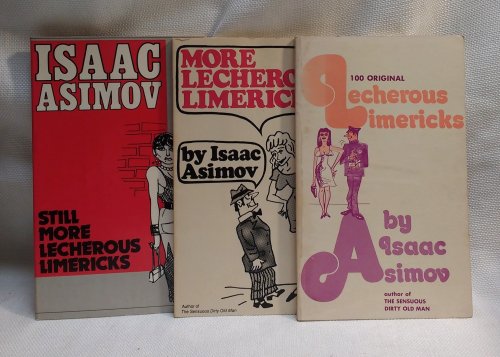 ISAAC
ASIMOV
STILL
MORE
LECHEROUS
LIMERICKS
MORE
LECHERO
LIMERICK
by Isaac
Asimov
Author of
The Sensuous Dirty Old Man
100 ORIGINAL
Lecherous
Limericks
by
Isaac
Asimov
author of
THE SENSUOUS
DIRTY OLD MAN